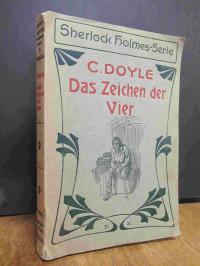 Sherlock Holmes-Serie
C. DOYLE
Das Zeichen der
Vier